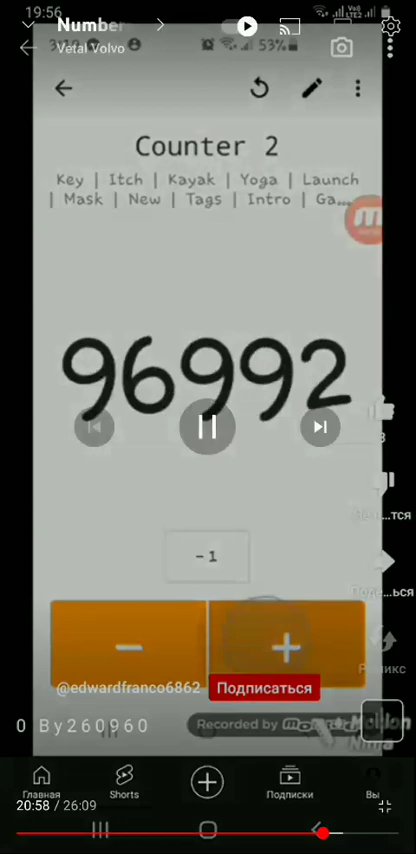 19:56
Number
Vetal Volvo
53%
Counter 2
Key | Itch | Kayak | Yoga | Launch
| Mask | New | Tags | Intro | Ga...
96992
-1
− +
@edwardfranco6862 Подписаться
0 By260960
Recorded by
Главная Shorts Подписки Вы
20:58 / 26:09